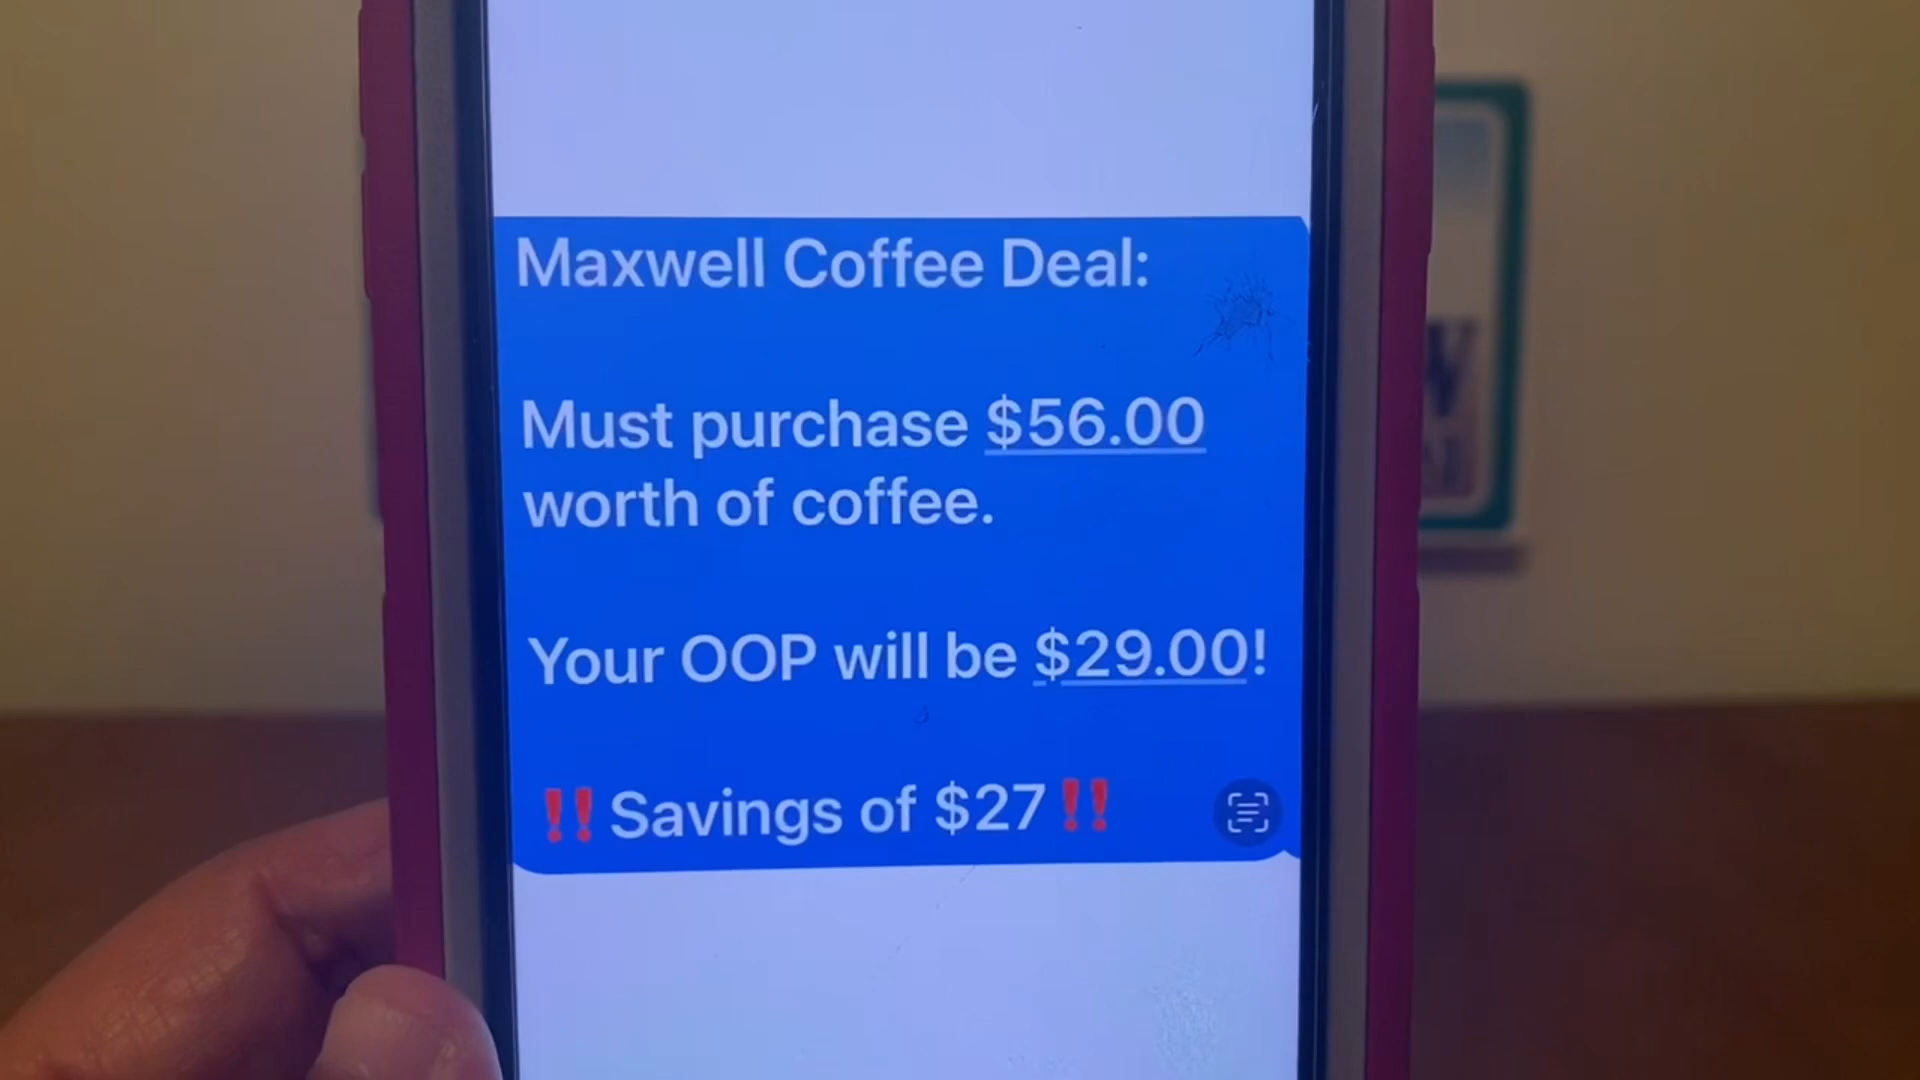 Maxwell Coffee Deal:
Must purchase $56.00
worth of coffee.
Your OOP will be $29.00!
‼️Savings of $27‼️